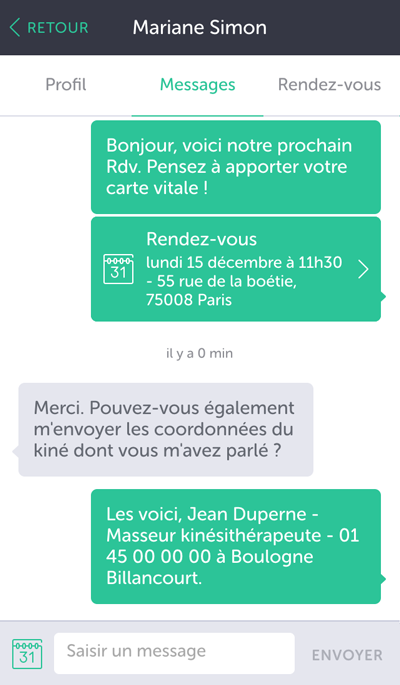 RETOUR
Mariane Simon
Profil
Messages
Rendez-vous
Bonjour, voici notre prochain
Rdv. Pensez à apporter votre
carte vitale !
Rendez-vous
31
lundi 15 décembre à 11h30
- 55 rue de la boétie,
75008 Paris
il y a 0 min
Merci. Pouvez-vous également
m'envoyer les coordonnées du
kiné dont vous m'avez parlé ?
Les voici, Jean Duperne -
Masseur kinésithérapeute - 01
45 00 00 00 à Boulogne
Billancourt.
31
Saisir un message
ENVOYER